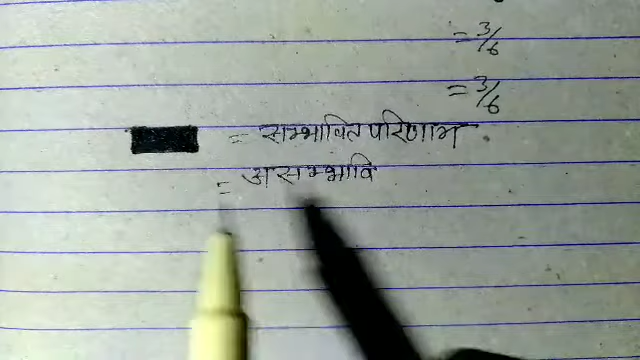 = 3/6
= 3/6
= सम्भावित परिणाम
= असम्भावि